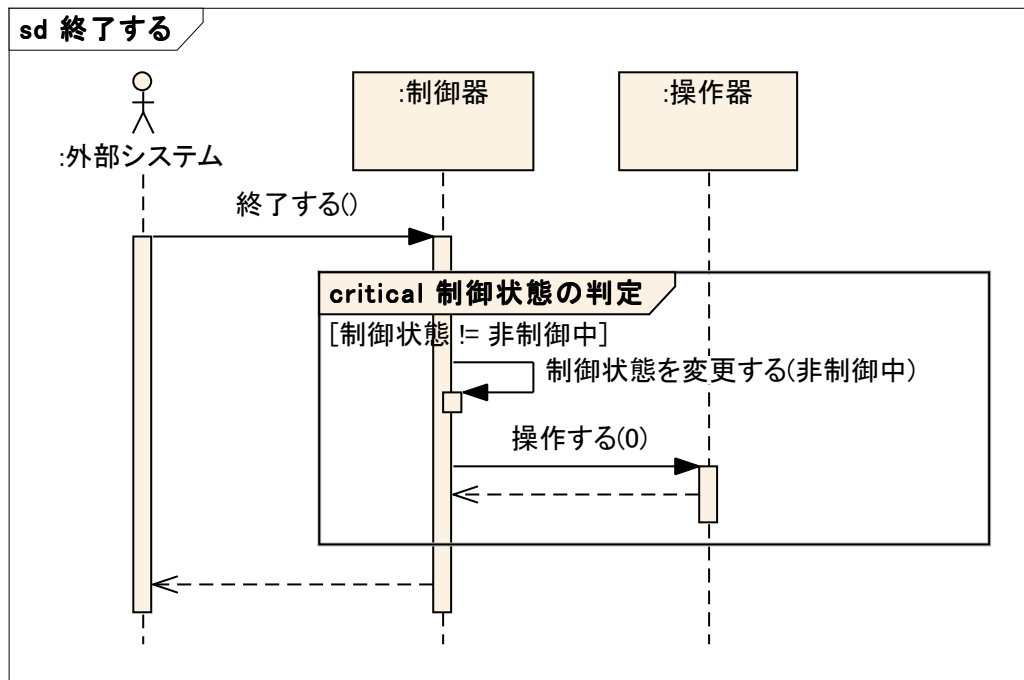 sd 終了する
:制御器
:操作器
:外部システム
終了する()
critical 制御状態の判定
[制御状態 != 非制御中]
制御状態を変更する(非制御中)
操作する(0)